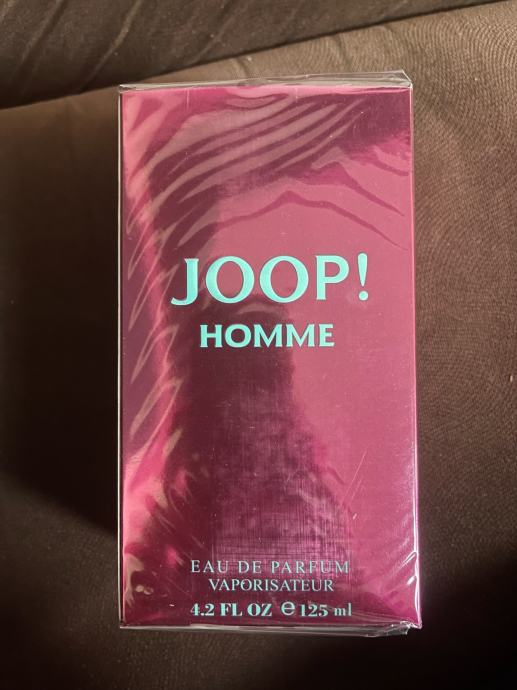 JOOP!
HOMME
EAU DE PARFUM
VAPORISATEUR
4.2 FL OZ ℮ 125 ml